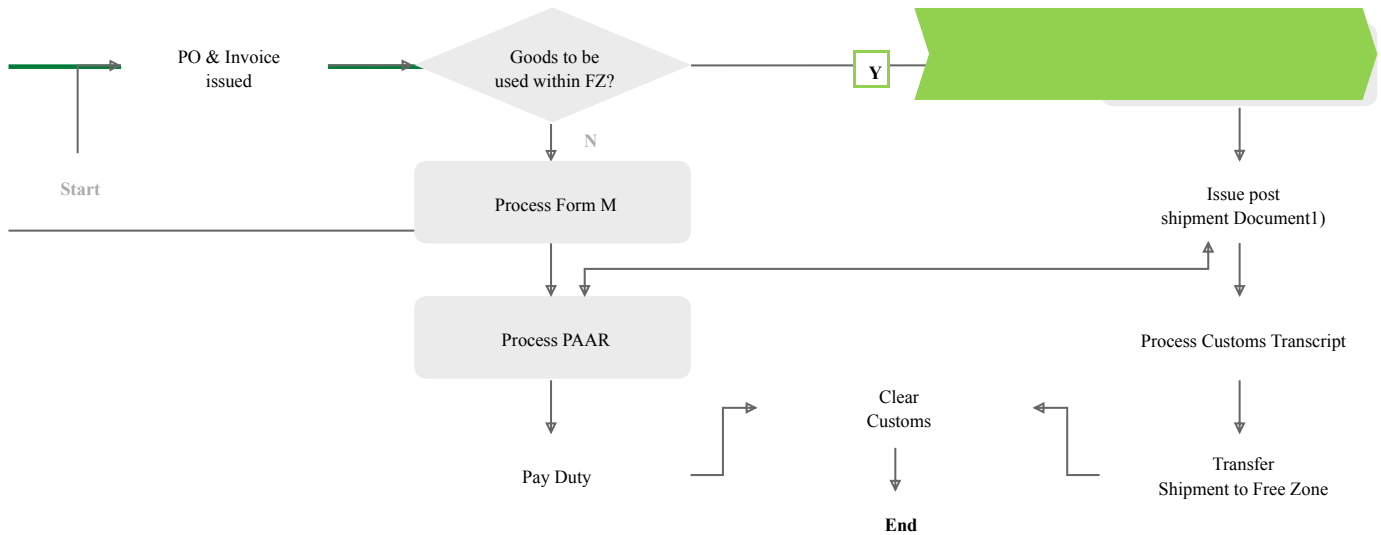 PO & Invoice
issued
Goods to be
used within FZ?
Y
N
Start
Process Form M
Issue post
shipment Document1)
Process PAAR
Process Customs Transcript
Clear
Customs
Pay Duty
Transfer
Shipment to Free Zone
End